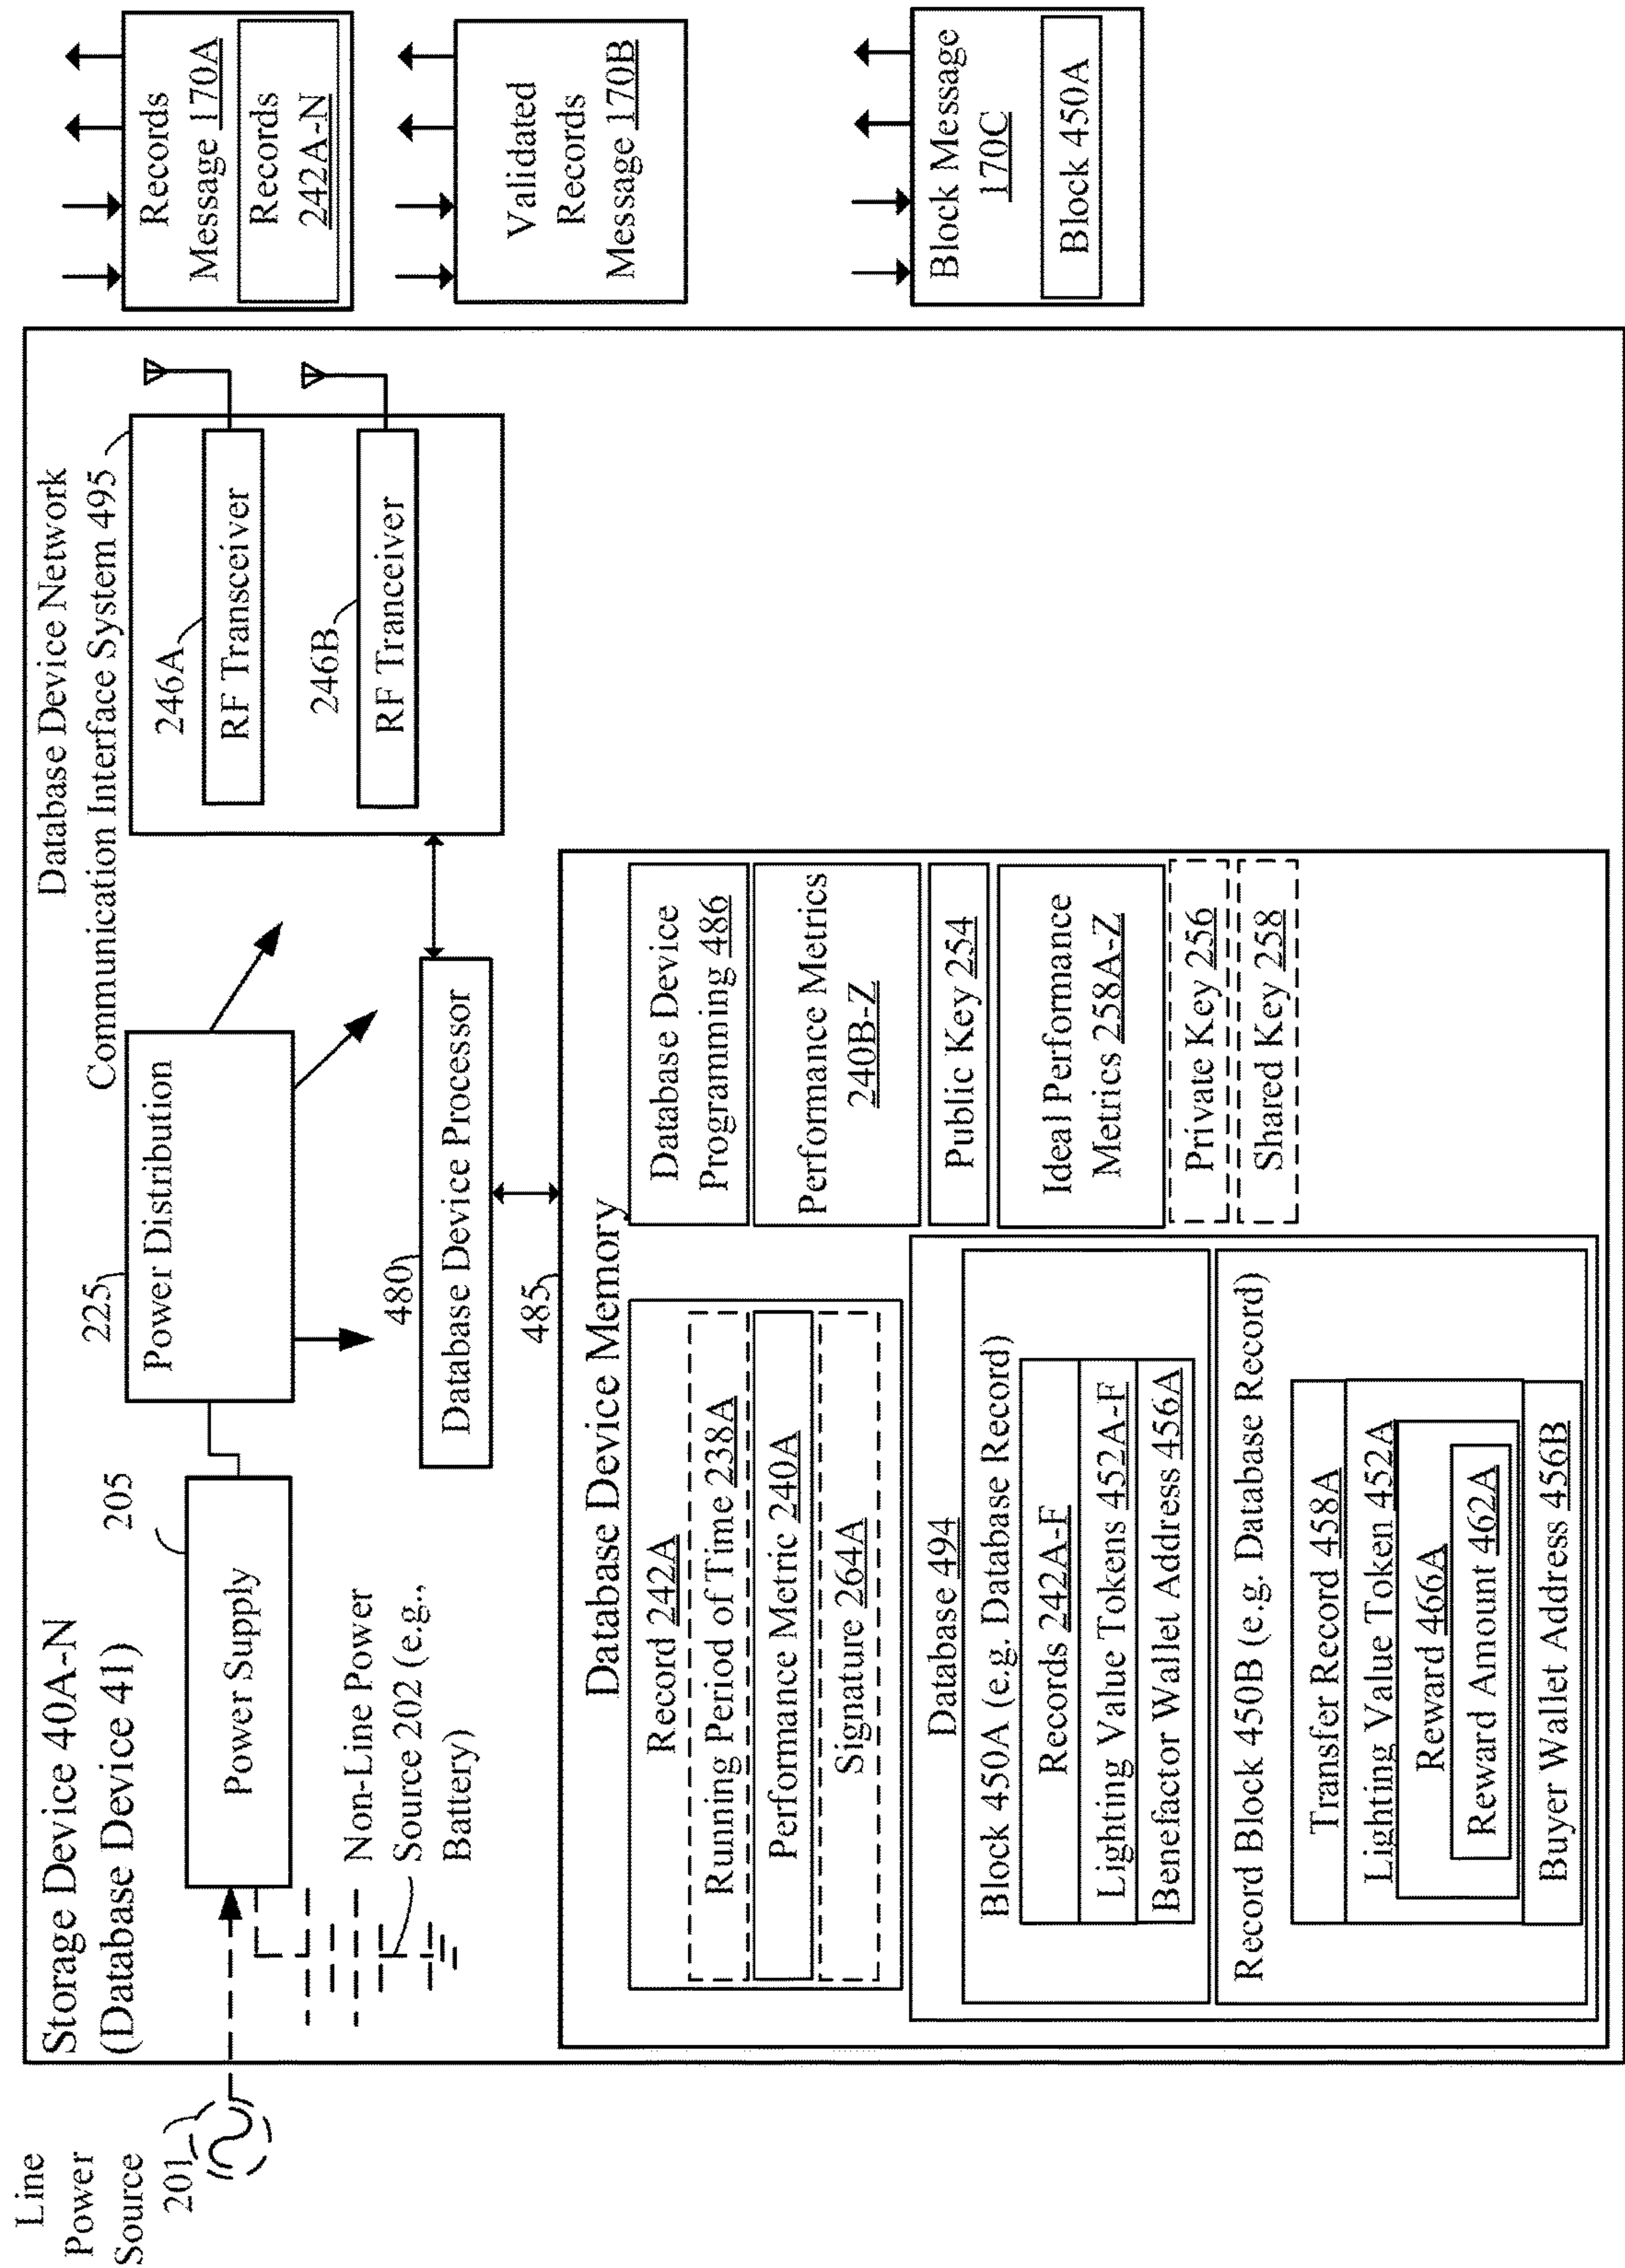 Line
Power
Source
201
Storage Device 40A-N
(Database Device 41)
205
Power Supply
Non-Line Power
Source 202 (e.g.,
Battery)
225
Power Distribution
Database Device Network
Communication Interface System 495
246A
RF Transceiver
246B
RF Tranceiver
480
Database Device Processor
485
Database Device Memory
Record 242A
Running Period of Time 238A
Performance Metric 240A
Signature 264A
Database Device
Programming 486
Performance Metrics
240B-Z
Public Key 254
Ideal Performance
Metrics 258A-Z
Private Key 256
Shared Key 258
Database 494
Block 450A (e.g. Database Record)
Records 242A-F
Lighting Value Tokens 452A-F
Benefactor Wallet Address 456A
Record Block 450B (e.g. Database Record)
Transfer Record 458A
Lighting Value Token 452A
Reward 466A
Reward Amount 462A
Buyer Wallet Address 456B
Records
Message 170A
Records
242A-N
Validated
Records
Message 170B
Block Message
170C
Block 450A